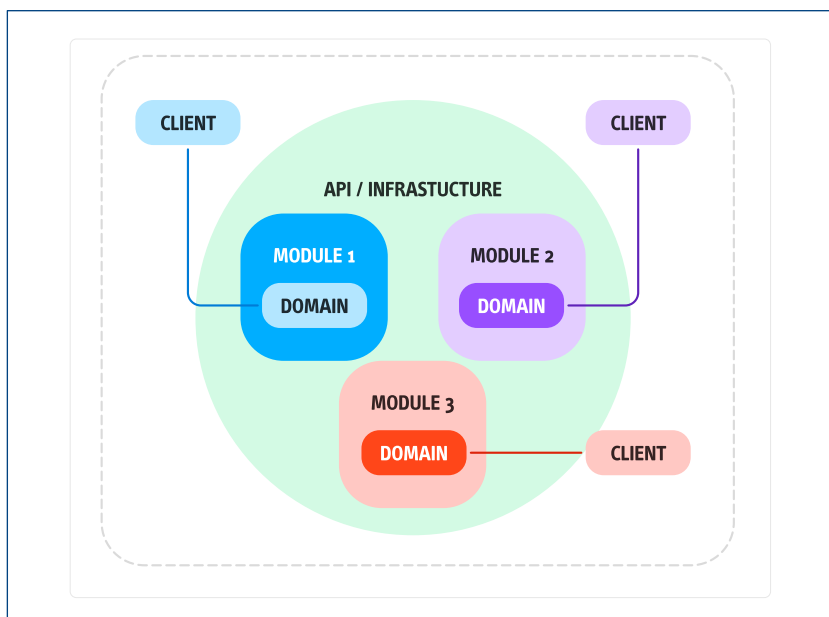 CLIENT
CLIENT
API / INFRASTUCTURE
MODULE 1
MODULE 2
DOMAIN
DOMAIN
MODULE 3
DOMAIN
CLIENT